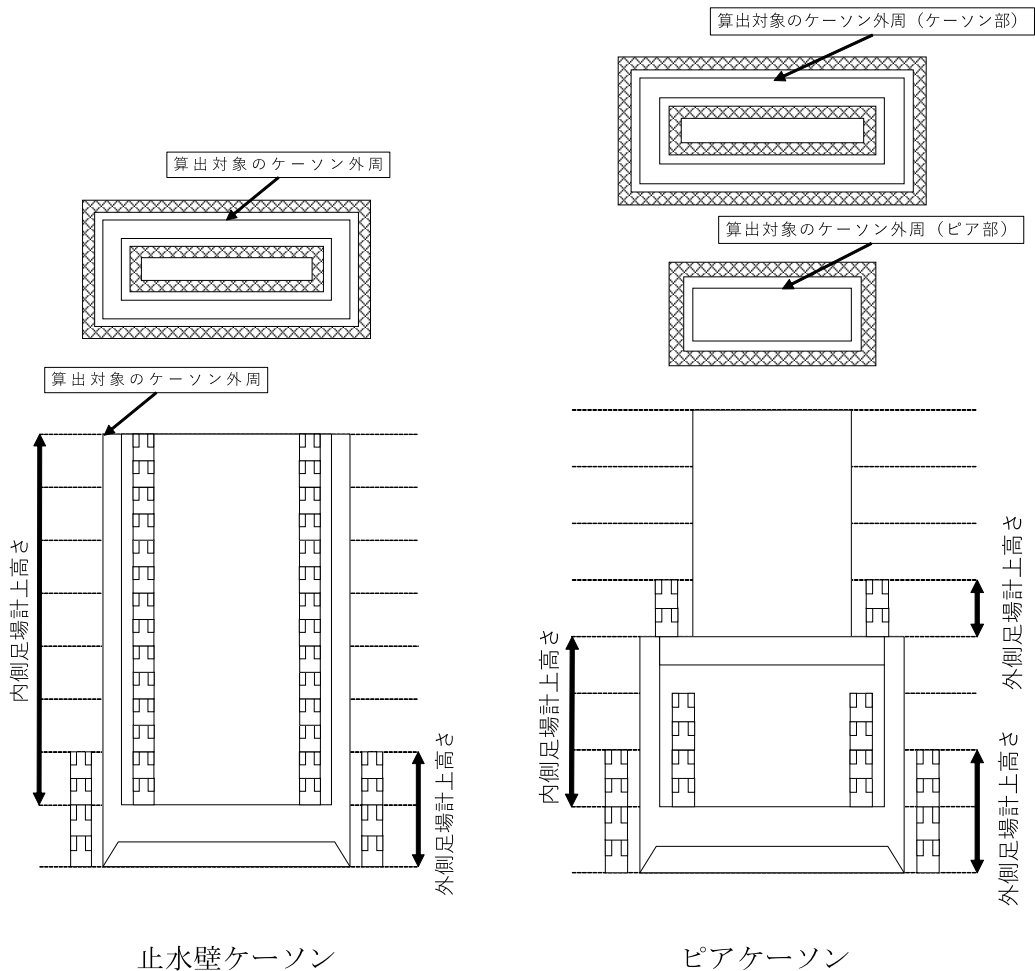 算出対象のケーソン外周（ケーソン部）
算出対象のケーソン外周
算出対象のケーソン外周（ピア部）
算出対象のケーソン外周
内側足場計上高さ
外側足場計上高さ
外側足場計上高さ
内側足場計上高さ
外側足場計上高さ
止水壁ケーソン
ピアケーソン